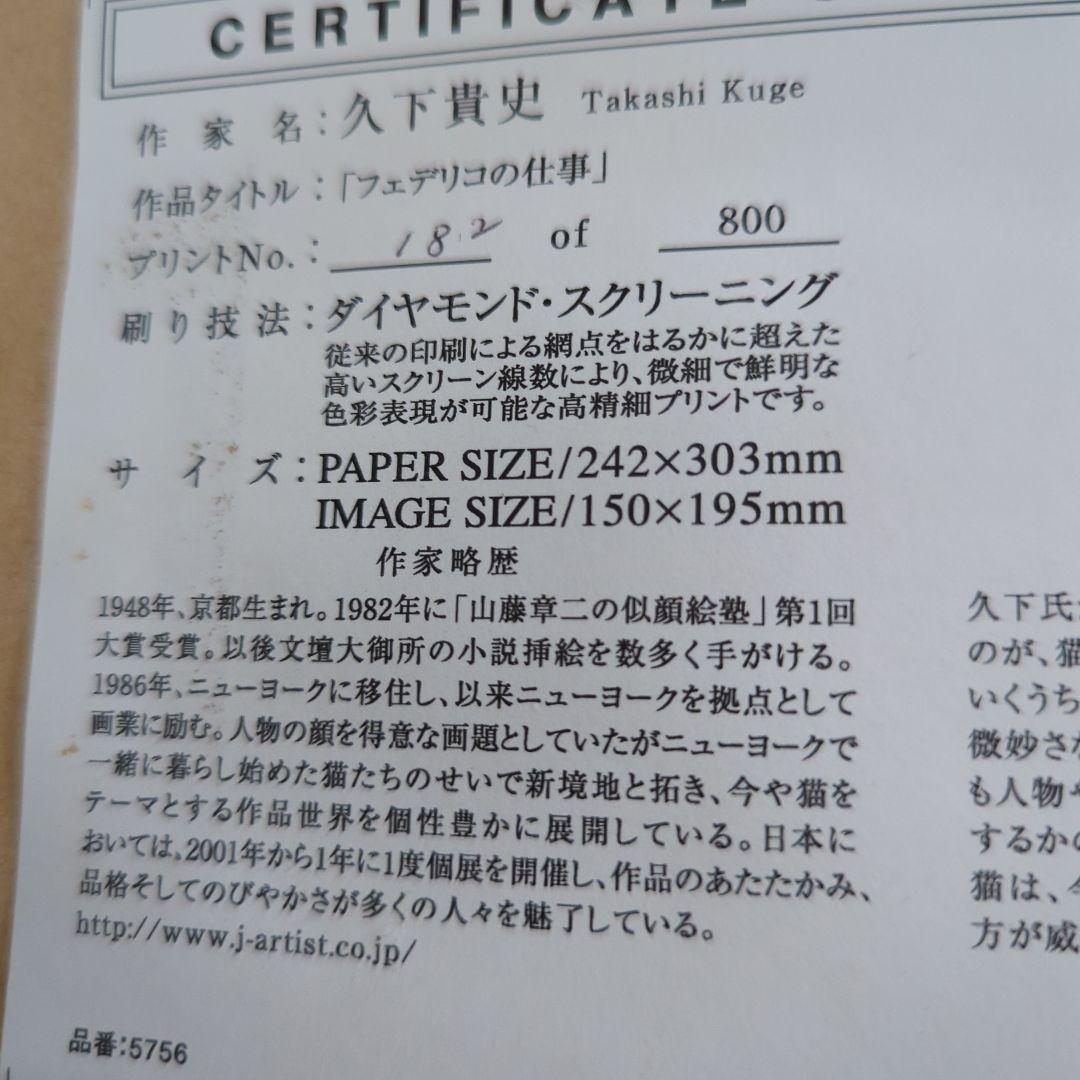 CERTIFICATE
作家名：久下貴史 Takashi Kuge
作品タイトル：「フェデリコの仕事」
プリントNo.：182 of 800
刷り技法：ダイヤモンド・スクリーニング
従来の印刷による網点をはるかに超えた
高いスクリーン線数により、微細で鮮明な
色彩表現が可能な高精細プリントです。
サイズ：PAPER SIZE/242×303mm
IMAGE SIZE/150×195mm
作家略歴
1948年、京都生まれ。1982年に「山藤章二の似顔絵塾」第1回
大賞受賞。以後文壇大御所の小説挿絵を数多く手がける。
1986年、ニューヨークに移住し、以来ニューヨークを拠点として
画業に励む。人物の顔を得意な画題としていたがニューヨークで
一緒に暮らし始めた猫たちのせいで新境地と拓き、今や猫を
テーマとする作品世界を個性豊かに展開している。日本に
おいては、2001年から1年に1度個展を開催し、作品のあたたかみ、
品格そしてのびやかさが多くの人々を魅了している。
http://www.j-artist.co.jp/
品番:5756
久下氏
のが、猫
いくうち
微妙さ
も人物
するか
猫は、
方が威